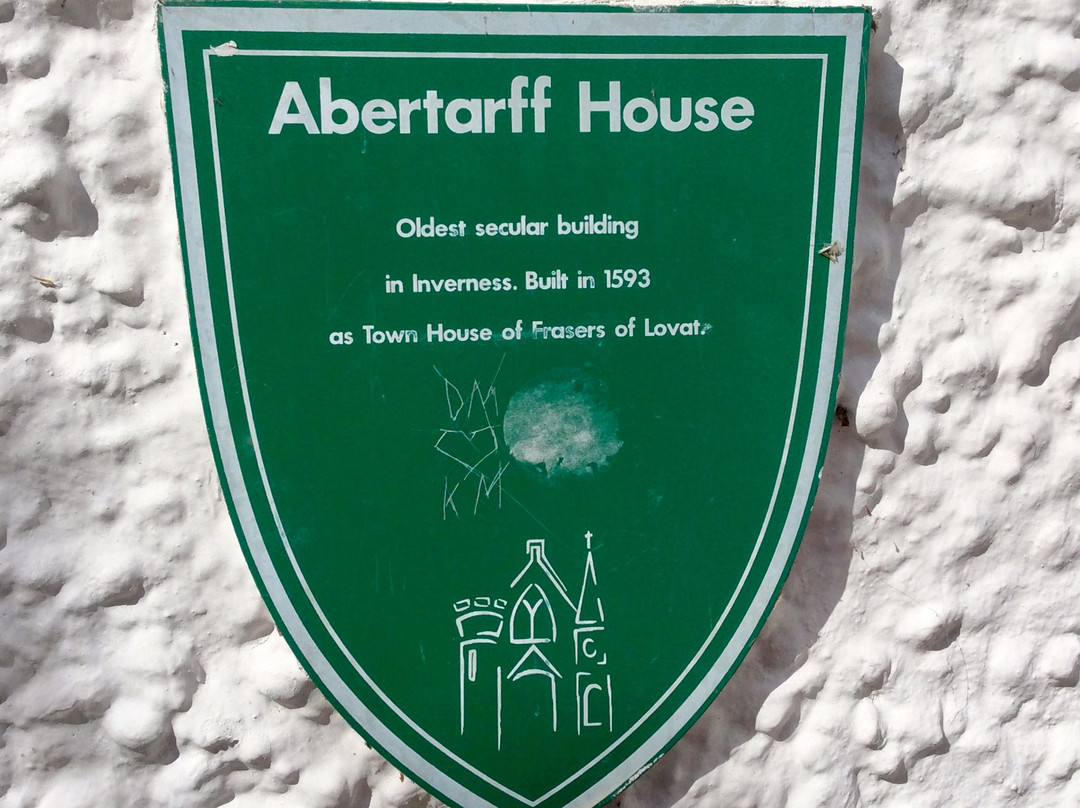 Abertarff House
Oldest secular building
in Inverness. Built in 1593
as Town House of Frasers of Lovat.
DM
KM